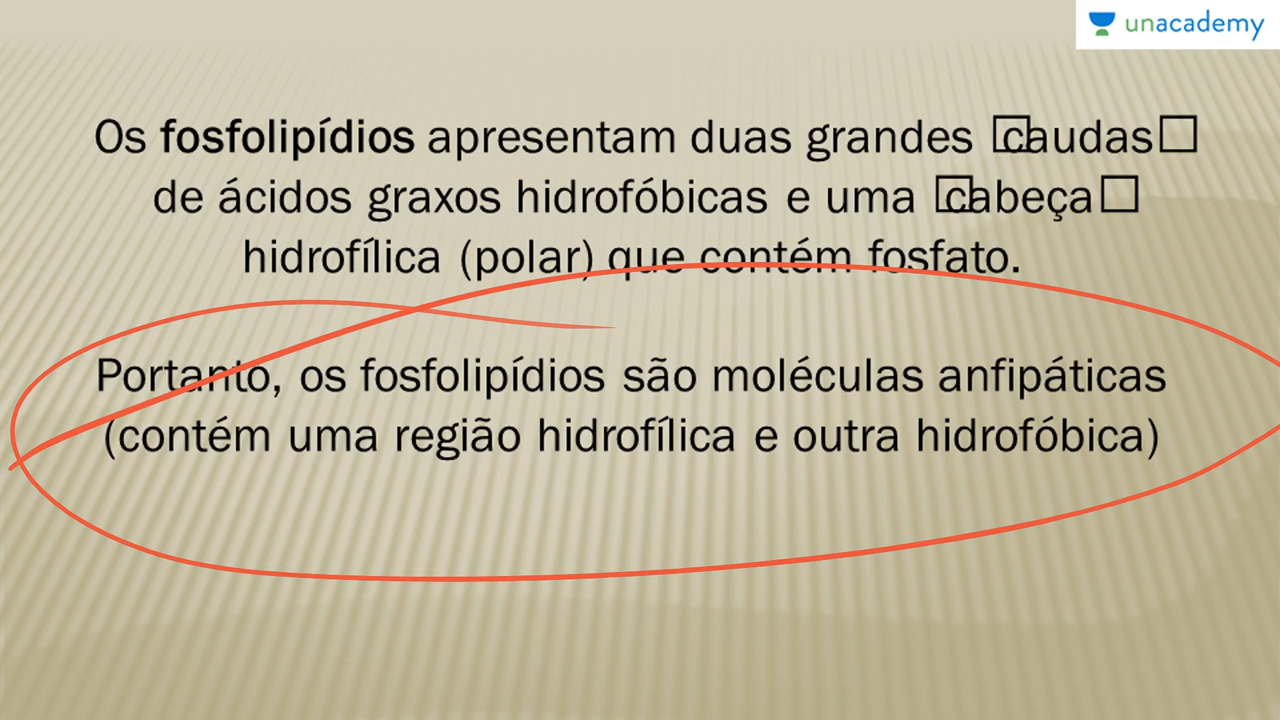 unacademy
Os fosfolipídios apresentam duas grandes □caudas□
de ácidos graxos hidrofóbicas e uma □cabeça□
hidrofílica (polar) que contém fosfato.
Portanto, os fosfolipídios são moléculas anfipáticas
(contém uma região hidrofílica e outra hidrofóbica)